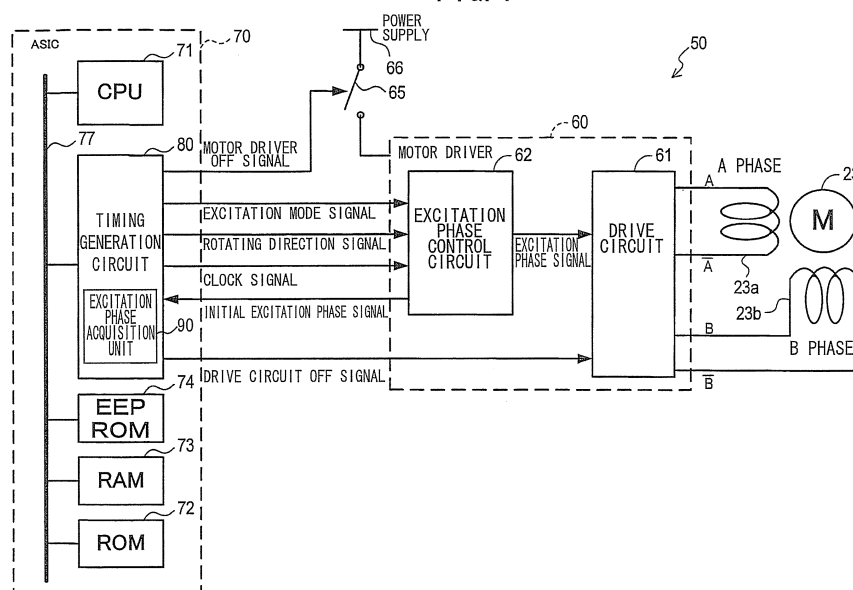 ASIC
70
71
CPU
77
80
TIMING
GENERATION
CIRCUIT
EXCITATION
PHASE
ACQUISITION
UNIT
90
74
EEP
ROM
73
RAM
72
ROM
POWER
SUPPLY
66
65
50
MOTOR DRIVER
OFF SIGNAL
EXCITATION MODE SIGNAL
ROTATING DIRECTION SIGNAL
CLOCK SIGNAL
INITIAL EXCITATION PHASE SIGNAL
DRIVE CIRCUIT OFF SIGNAL
60
MOTOR DRIVER
62
EXCITATION
PHASE
CONTROL
CIRCUIT
EXCITATION
PHASE SIGNAL
61
DRIVE
CIRCUIT
A
A PHASE
A̅
23a
M
23b
B
B PHASE
B̅